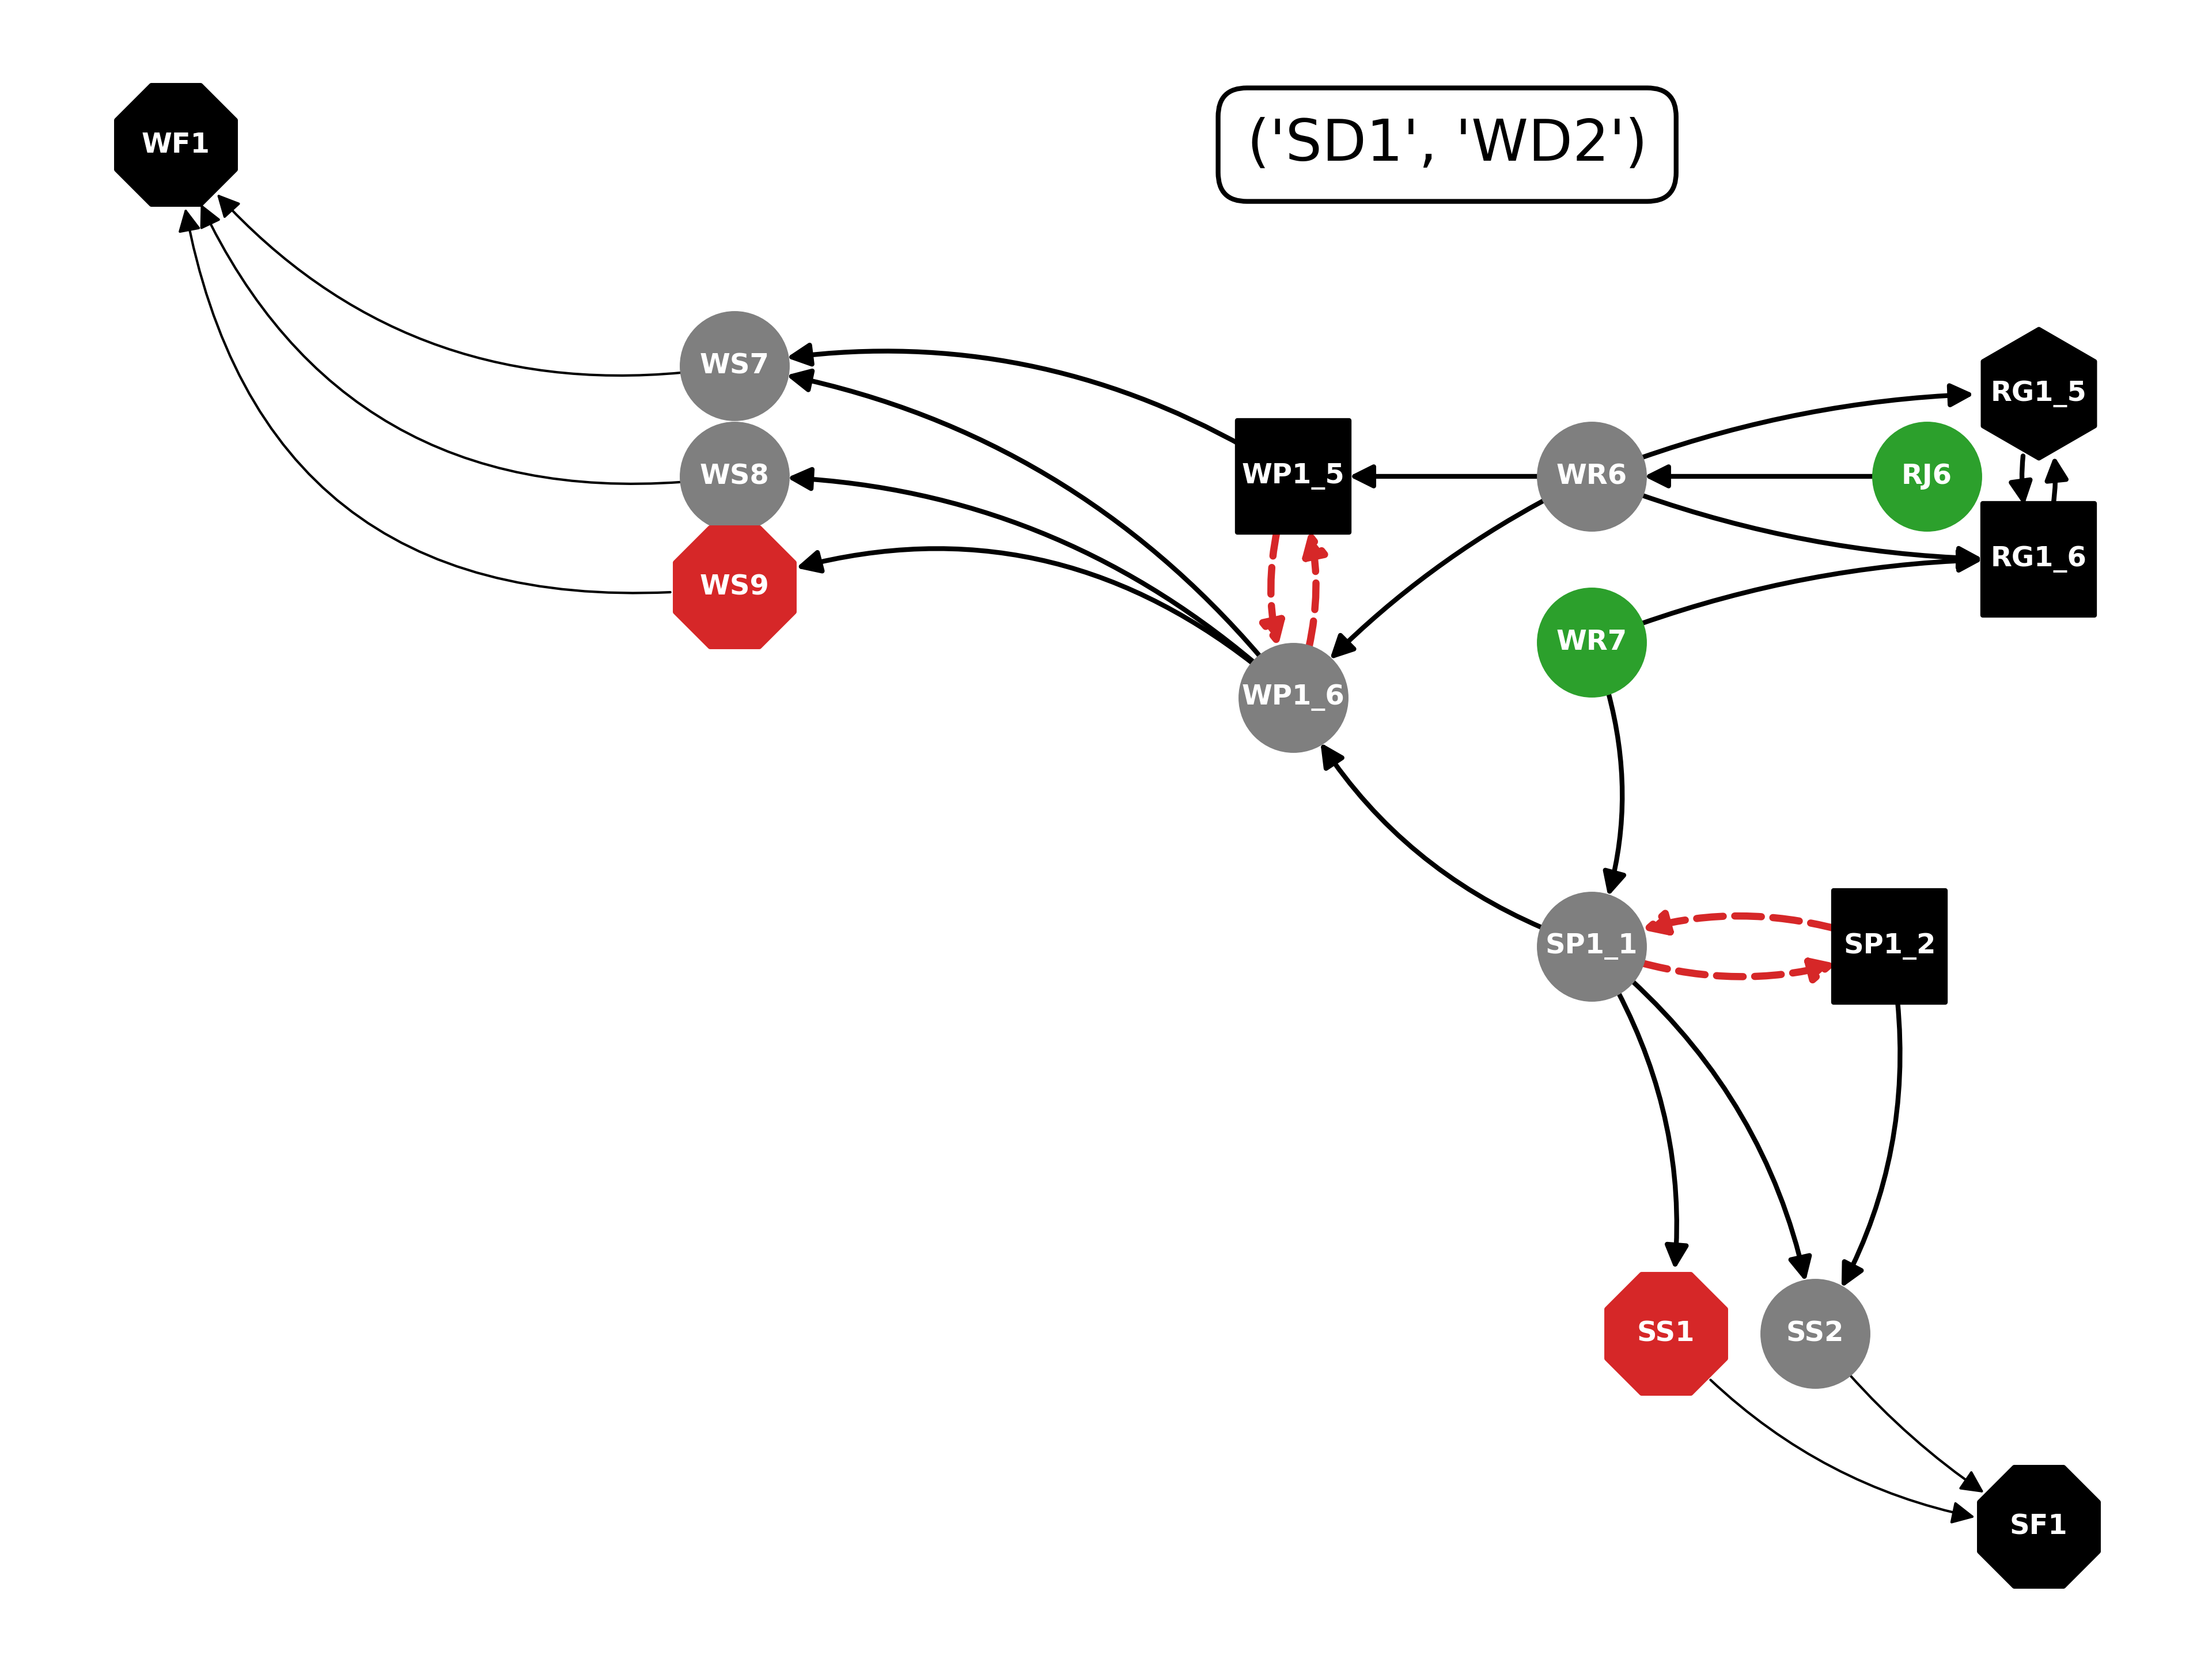 WF1
('SD1', 'WD2')
WS7
RG1_5
WS8
WP1_5
WR6
RJ6
RG1_6
WS9
WR7
WP1_6
SP1_1
SP1_2
SS1
SS2
SF1